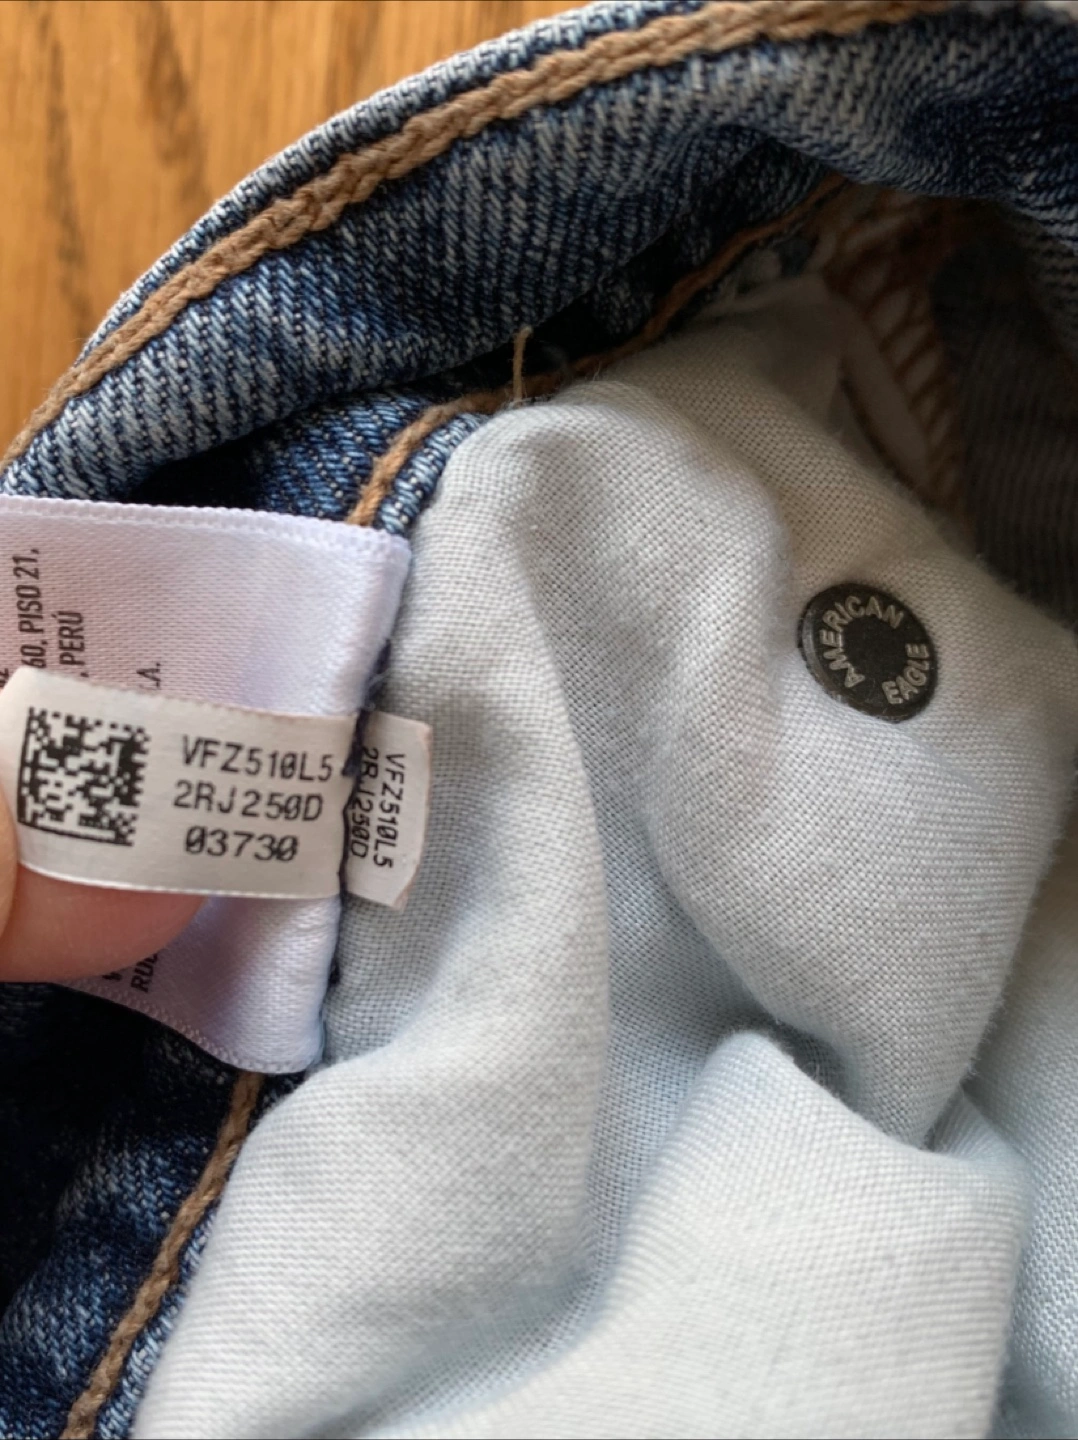 60, PISO 21,
, PERÚ
.A.
VFZ510L5
2RJ250D
03730
VFZ510L5
2RJ250D
AMERICAN
EAGLE